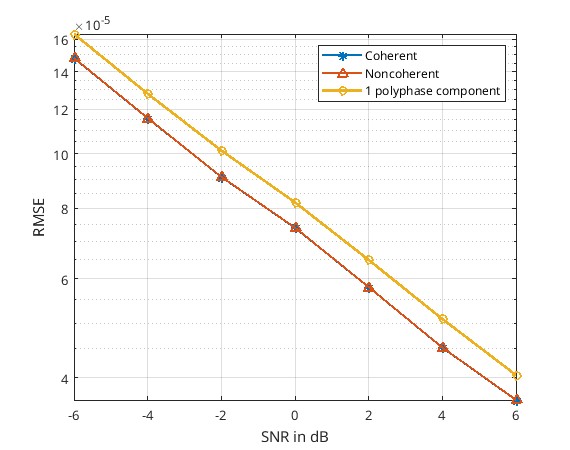 ×10-5
16
14
12
10
8
6
4
RMSE
-6 -4 -2 0 2 4 6
SNR in dB
Coherent
Noncoherent
1 polyphase component